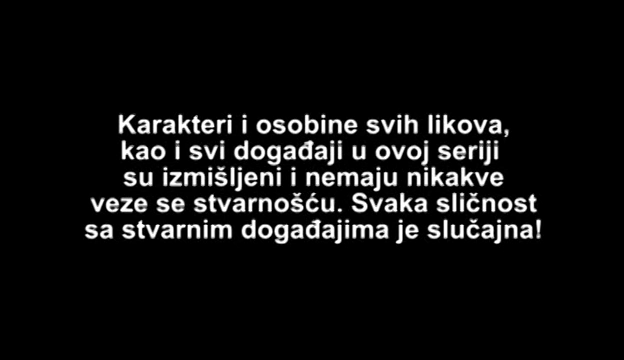 Karakteri i osobine svih likova,
kao i svi događaji u ovoj seriji
su izmišljeni i nemaju nikakve
veze se stvarnošću. Svaka sličnost
sa stvarnim događajima je slučajna!